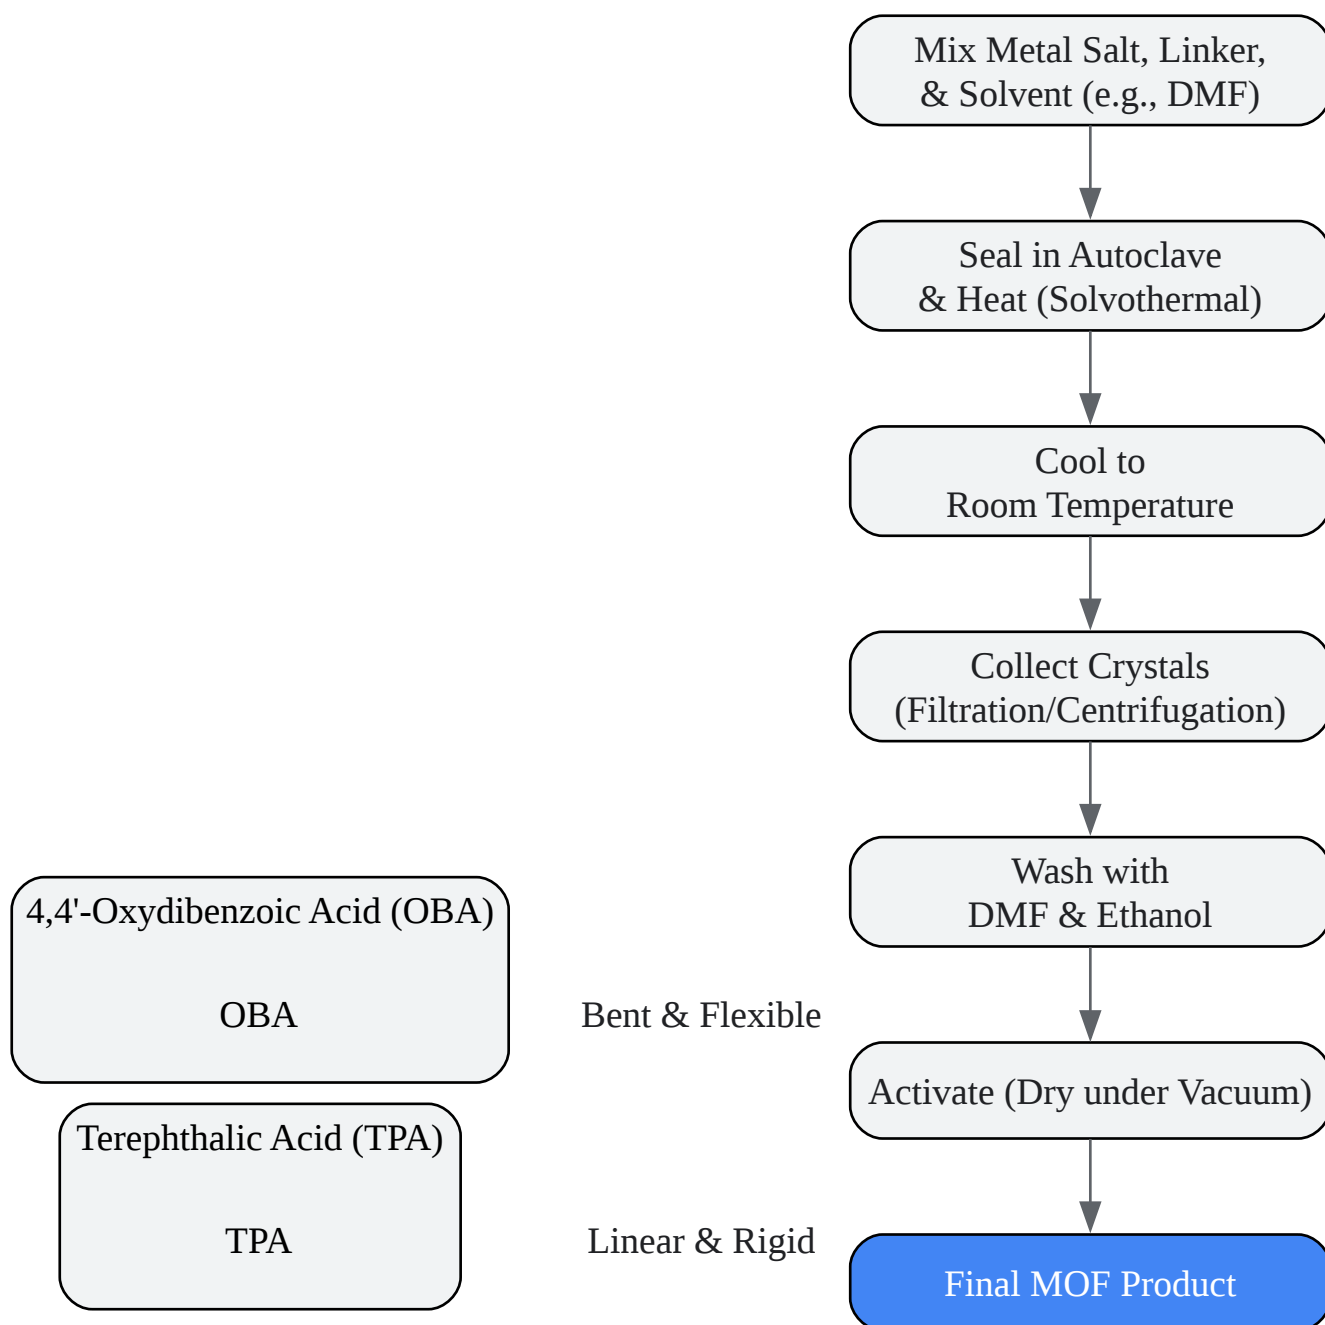 Mix Metal Salt, Linker,
& Solvent (e.g., DMF)
Seal in Autoclave
& Heat (Solvothermal)
Cool to
Room Temperature
Collect Crystals
(Filtration/Centrifugation)
Wash with
DMF & Ethanol
Activate (Dry under Vacuum)
Final MOF Product
4,4'-Oxydibenzoic Acid (OBA)
OBA
Bent & Flexible
Terephthalic Acid (TPA)
TPA
Linear & Rigid